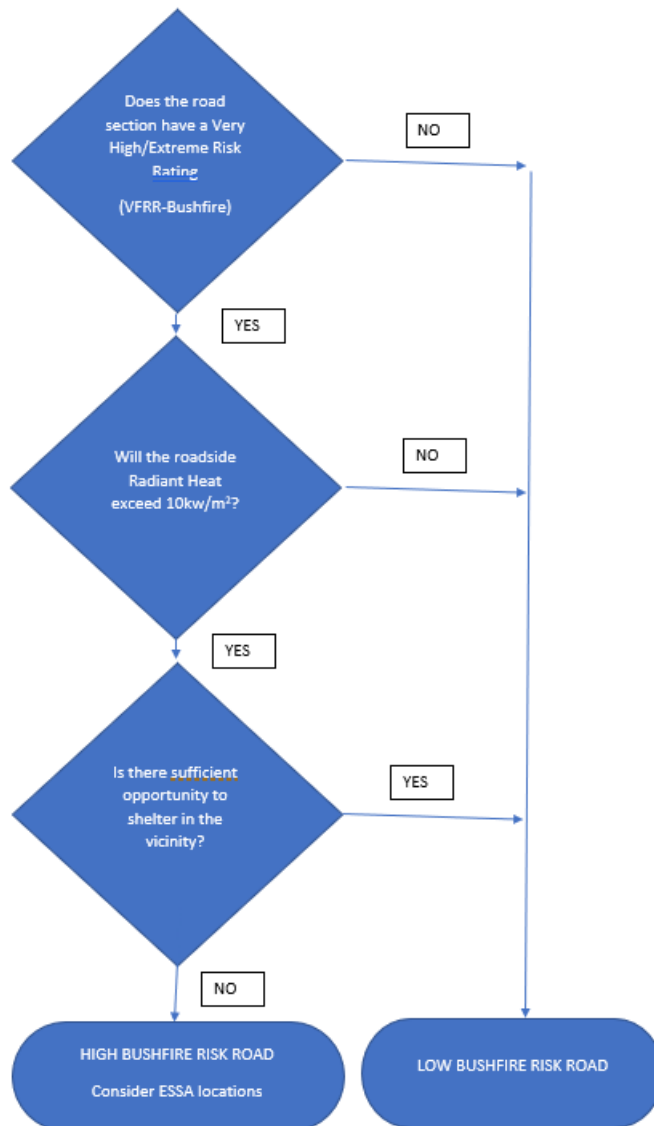 Does the road
section have a Very
High/Extreme Risk
Rating
(VFRR-Bushfire)
NO
YES
Will the roadside
Radiant Heat
exceed 10kw/m²?
NO
YES
Is there sufficient
opportunity to
shelter in the
vicinity?
YES
NO
HIGH BUSHFIRE RISK ROAD
Consider ESSA locations
LOW BUSHFIRE RISK ROAD